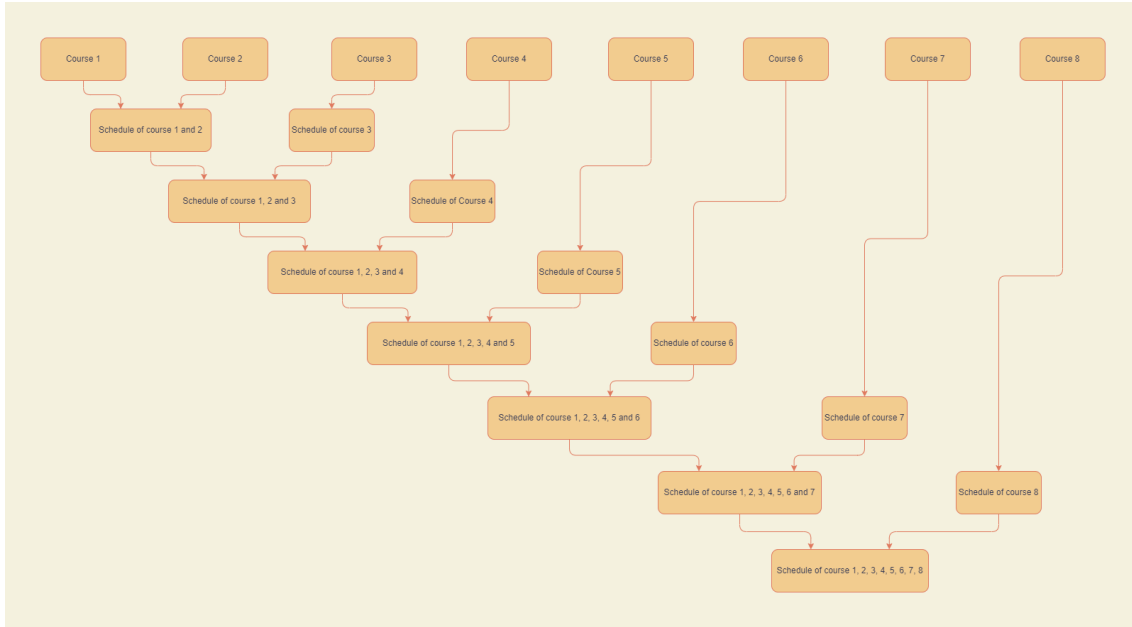 Course 1
Course 2
Course 3
Course 4
Course 5
Course 6
Course 7
Course 8
Schedule of course 1 and 2
Schedule of course 3
Schedule of course 1, 2 and 3
Schedule of Course 4
Schedule of course 1, 2, 3 and 4
Schedule of Course 5
Schedule of course 1, 2, 3, 4 and 5
Schedule of course 6
Schedule of course 1, 2, 3, 4, 5 and 6
Schedule of course 7
Schedule of course 1, 2, 3, 4, 5, 6 and 7
Schedule of course 8
Schedule of course 1, 2, 3, 4, 5, 6, 7, 8